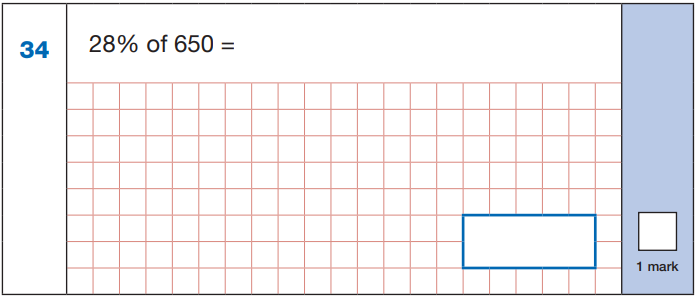 34
28% of 650 =
1 mark